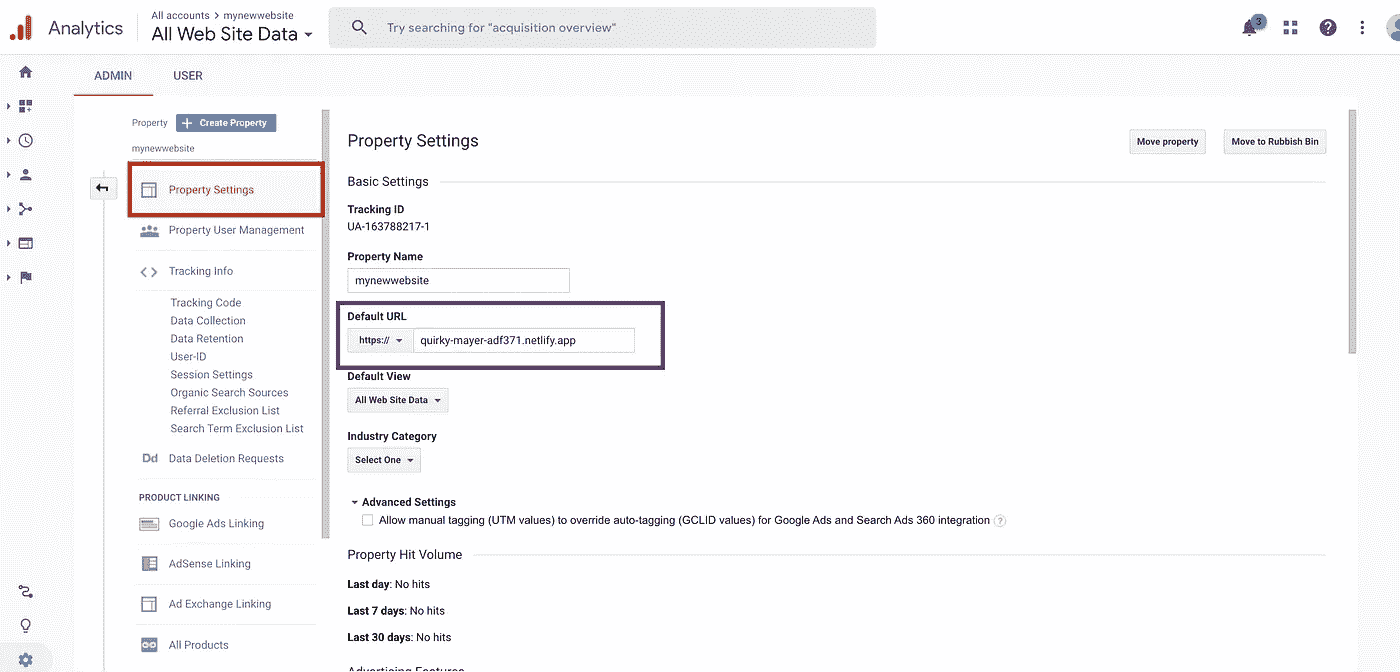 Analytics
All accounts > mynewwebsite
All Web Site Data
Try searching for "acquisition overview"
3
?
ADMIN
USER
Property
+ Create Property
mynewwebsite
Property Settings
Property User Management
Tracking Info
Tracking Code
Data Collection
Data Retention
User-ID
Session Settings
Organic Search Sources
Referral Exclusion List
Search Term Exclusion List
Dd Data Deletion Requests
PRODUCT LINKING
Google Ads Linking
AdSense Linking
Ad Exchange Linking
All Products
Property Settings
Move property
Move to Rubbish Bin
Basic Settings
Tracking ID
UA-163788217-1
Property Name
mynewwebsite
Default URL
https:// quirky-mayer-adf371.netlify.app
Default View
All Web Site Data
Industry Category
Select One
Advanced Settings
Allow manual tagging (UTM values) to override auto-tagging (GCLID values) for Google Ads and Search Ads 360 integration ?
Property Hit Volume
Last day: No hits
Last 7 days: No hits
Last 30 days: No hits
Advertising Features